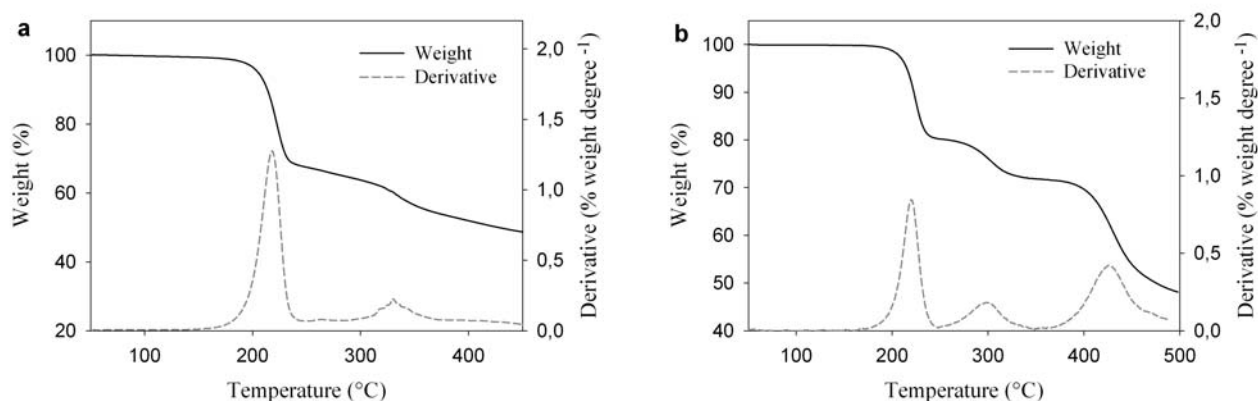 a
Weight
Derivative
100
80
60
40
20
2,0
1,5
1,0
0,5
0,0
100
200
300
400
Weight (%)
Derivative (% weight degree -1)
Temperature (°C)
b
Weight
Derivative
100
90
80
70
60
50
40
2,0
1,5
1,0
0,5
0,0
100
200
300
400
500
Weight (%)
Derivative (% weight degree -1)
Temperature (°C)